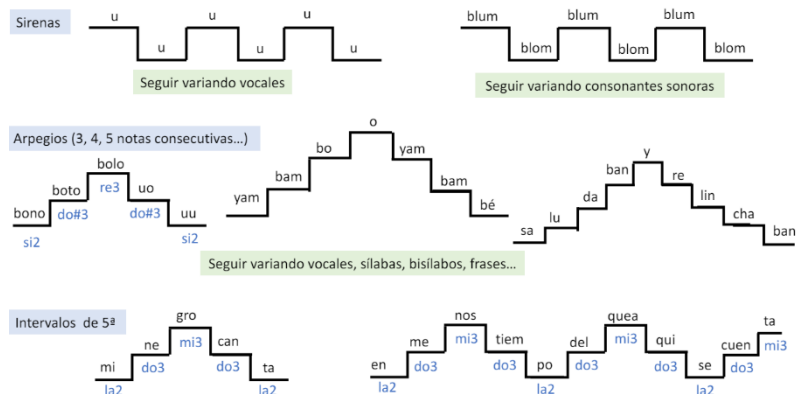 Sirenas
u u u
u u u
blum blum blum
blom blom blom
Seguir variando vocales
Seguir variando consonantes sonoras
Arpegios (3, 4, 5 notas consecutivas…)
bono boto bolo uo uu
si2 do#3 re3 do#3 si2
yam bam bo o yam bam bé
sa lu da ban y re lin cha ban
Seguir variando vocales, sílabas, bisílabos, frases…
Intervalos de 5ª
mi ne gro can ta
la2 do3 mi3 do3 la2
en me nos tiem po del quea qui se cuen ta
la2 do3 mi3 do3 la2 do3 mi3 do3 la2 do3 mi3